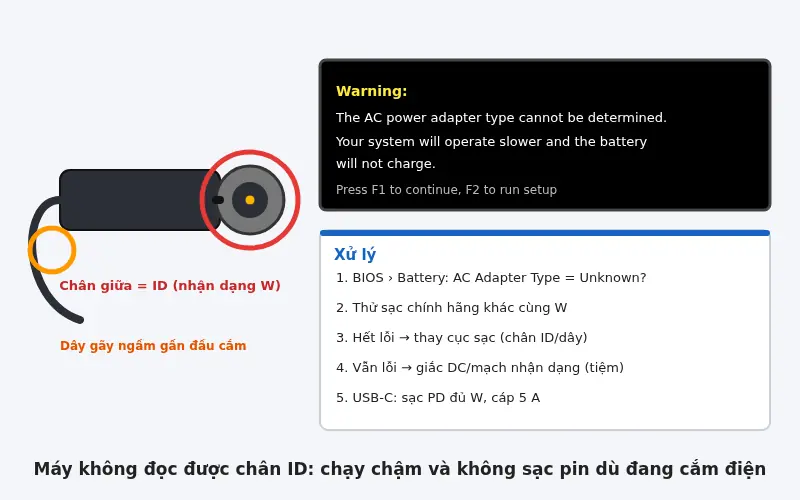 Warning:
The AC power adapter type cannot be determined.
Your system will operate slower and the battery
will not charge.
Press F1 to continue, F2 to run setup
Chân giữa = ID (nhận dạng W)
Dây gãy ngầm gần đầu cắm
Xử lý
1. BIOS › Battery: AC Adapter Type = Unknown?
2. Thử sạc chính hãng khác cùng W
3. Hết lỗi → thay cục sạc (chân ID/dây)
4. Vẫn lỗi → giắc DC/mạch nhận dạng (tiệm)
5. USB-C: sạc PD đủ W, cáp 5 A
Máy không đọc được chân ID: chạy chậm và không sạc pin dù đang cắm điện